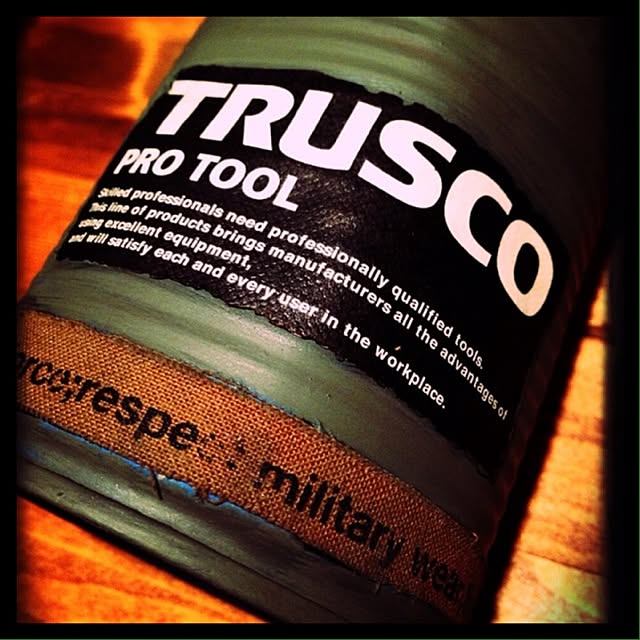 TRUSCO
PRO TOOL
Skilled professionals need professionally qualified tools.
This line of products brings manufacturers all the advantages of
using excellent equipment,
and will satisfy each and every user in the workplace.
military wear